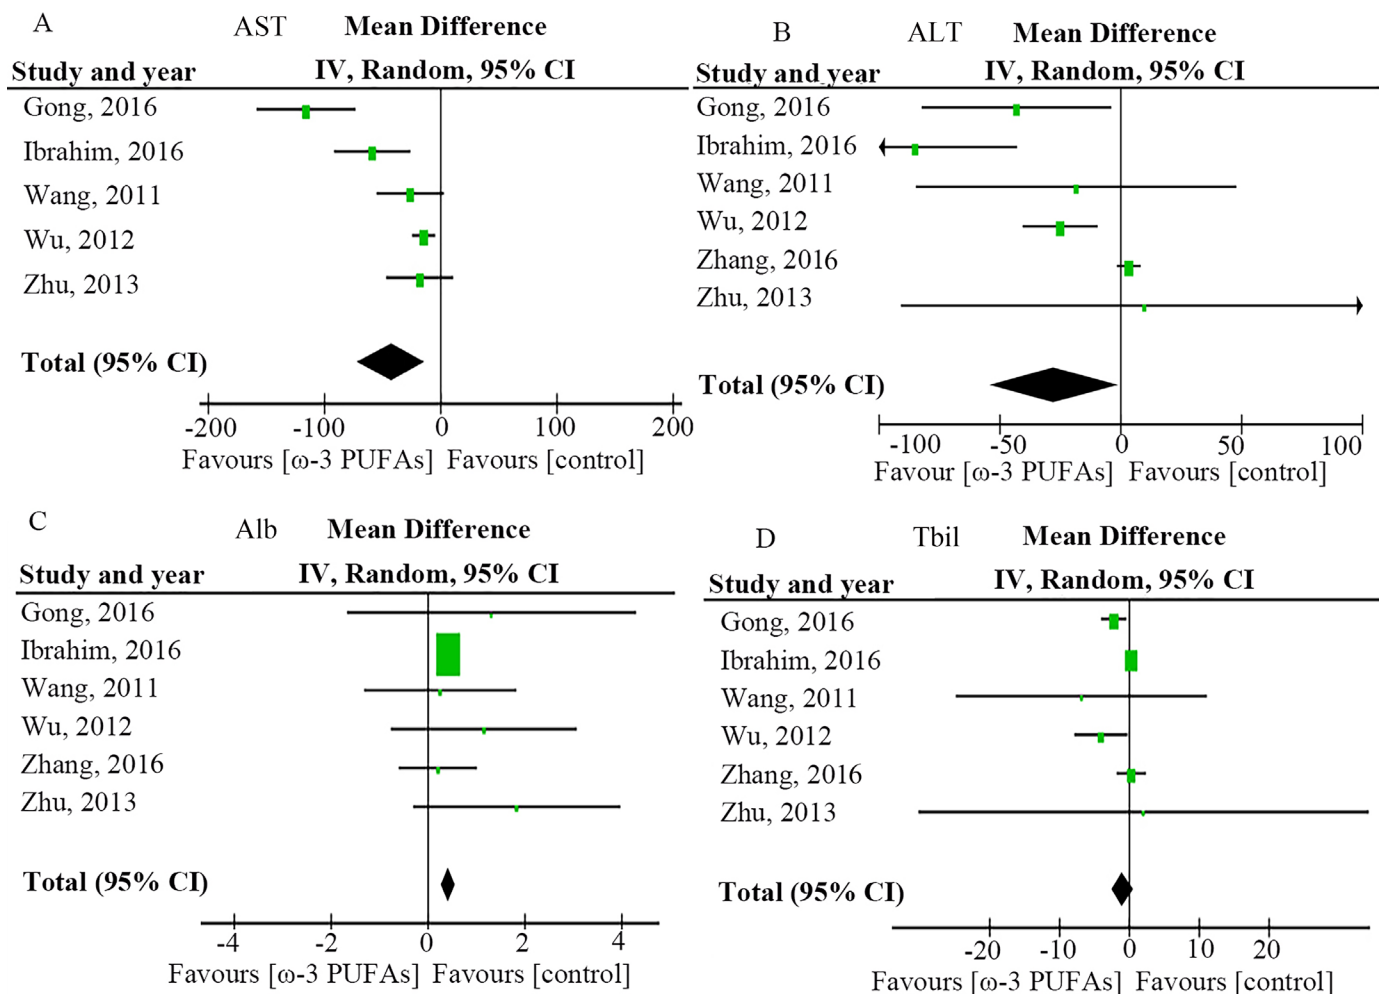 A AST Mean Difference
Study and year IV, Random, 95% CI
Gong, 2016
Ibrahim, 2016
Wang, 2011
Wu, 2012
Zhu, 2013
Total (95% CI)
-200 -100 0 100 200
Favours [ω-3 PUFAs] Favours [control]
B ALT Mean Difference
Study and year IV, Random, 95% CI
Gong, 2016
Ibrahim, 2016
Wang, 2011
Wu, 2012
Zhang, 2016
Zhu, 2013
Total (95% CI)
-100 -50 0 50 100
Favour [ω-3 PUFAs] Favours [control]
C Alb Mean Difference
Study and year IV, Random, 95% CI
Gong, 2016
Ibrahim, 2016
Wang, 2011
Wu, 2012
Zhang, 2016
Zhu, 2013
Total (95% CI)
-4 -2 0 2 4
Favours [ω-3 PUFAs] Favours [control]
D Tbil Mean Difference
Study and year IV, Random, 95% CI
Gong, 2016
Ibrahim, 2016
Wang, 2011
Wu, 2012
Zhang, 2016
Zhu, 2013
Total (95% CI)
-20 -10 0 10 20
Favours [ω-3 PUFAs] Favours [control]